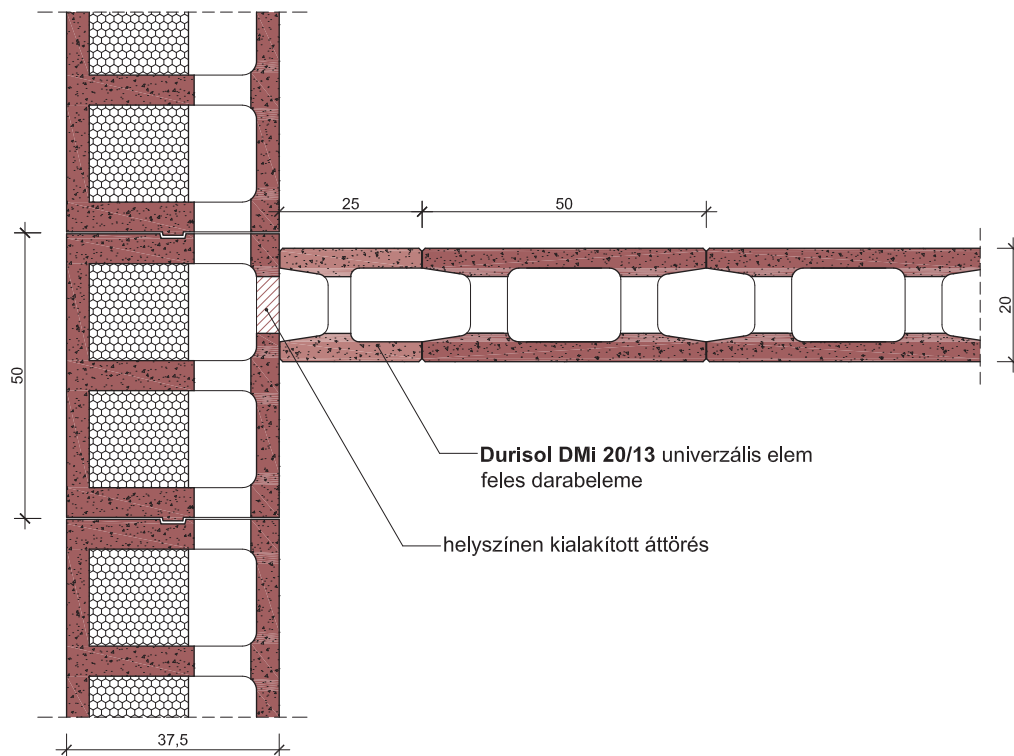 25
50
20
50
Durisol DMi 20/13 univerzális elem
feles darabeleme
helyszínen kialakított áttörés
37,5